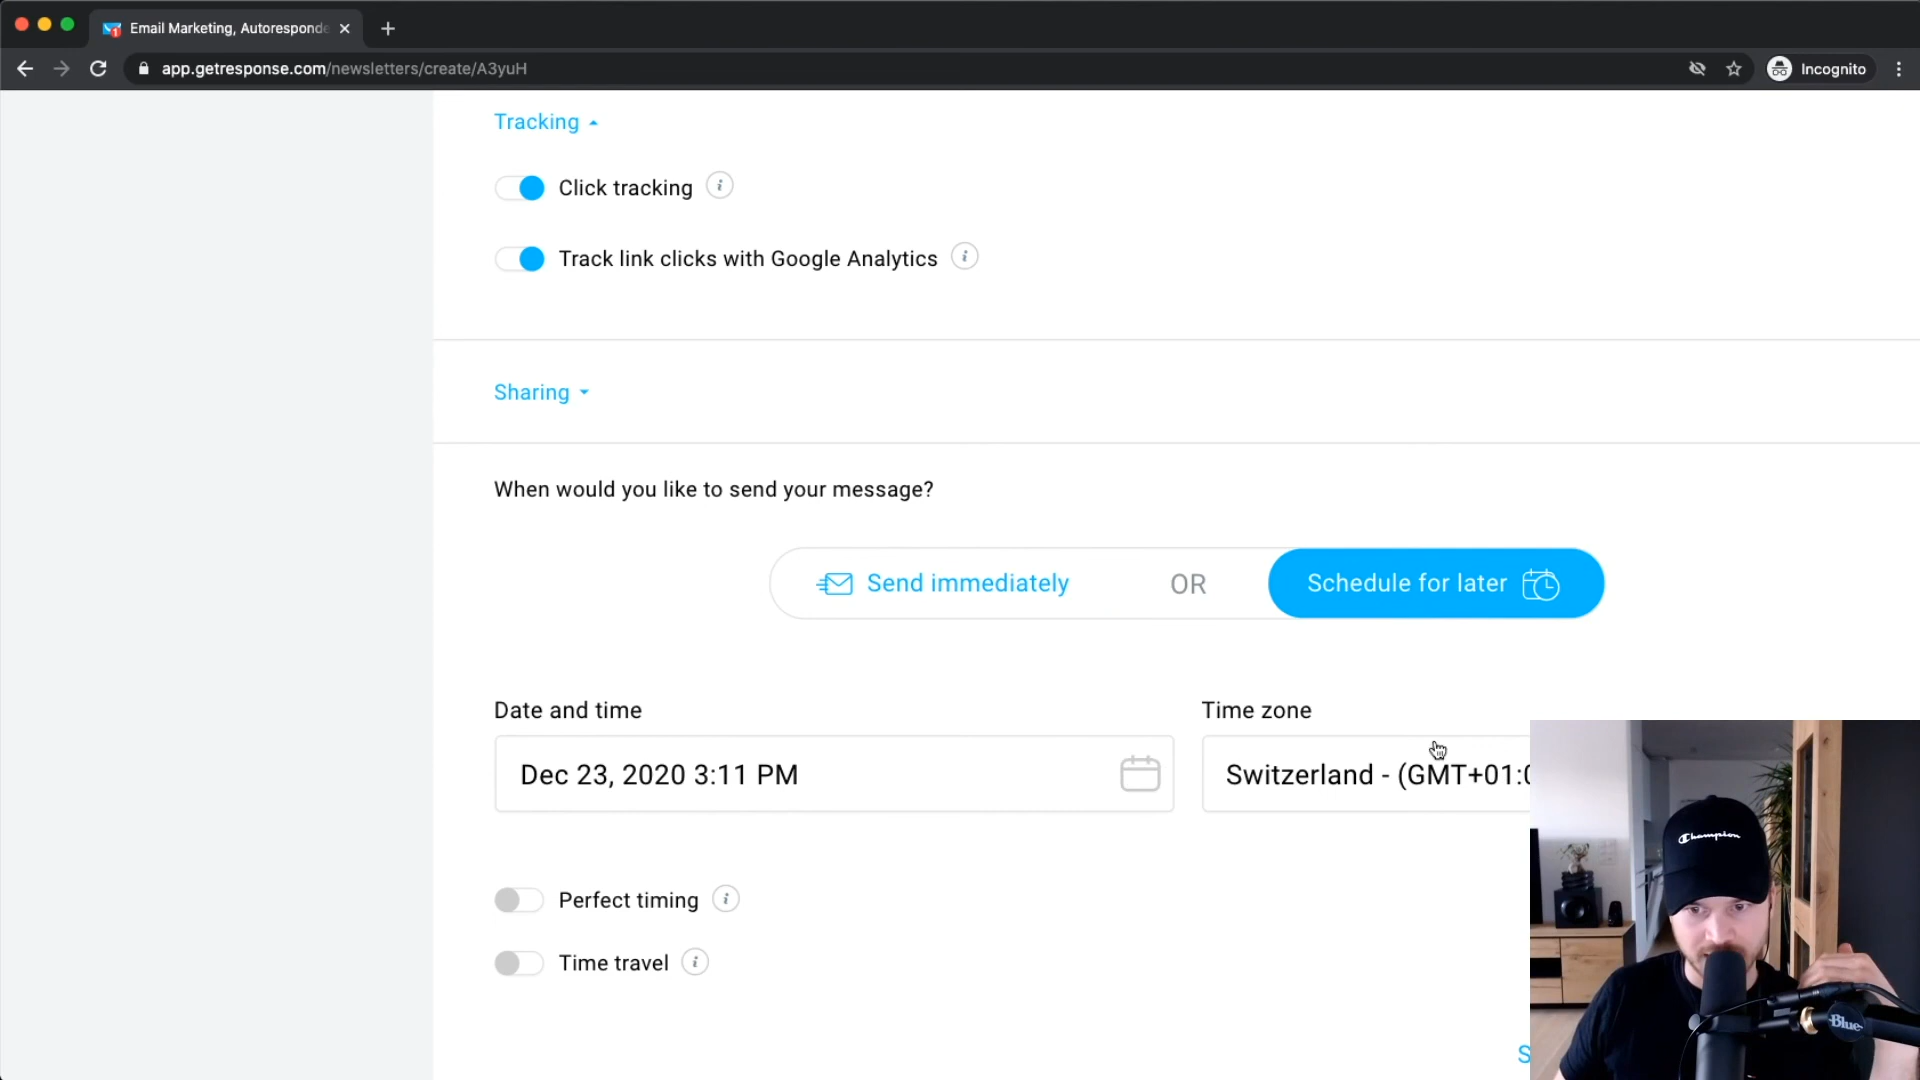 Email Marketing, Autoresponde
app.getresponse.com/newsletters/create/A3yuH
Incognito
Tracking
Click tracking
Track link clicks with Google Analytics
Sharing
When would you like to send your message?
Send immediately
OR
Schedule for later
Date and time
Time zone
Dec 23, 2020 3:11 PM
Switzerland - (GMT+01:0
Perfect timing
Time travel
S
Champion
Blue